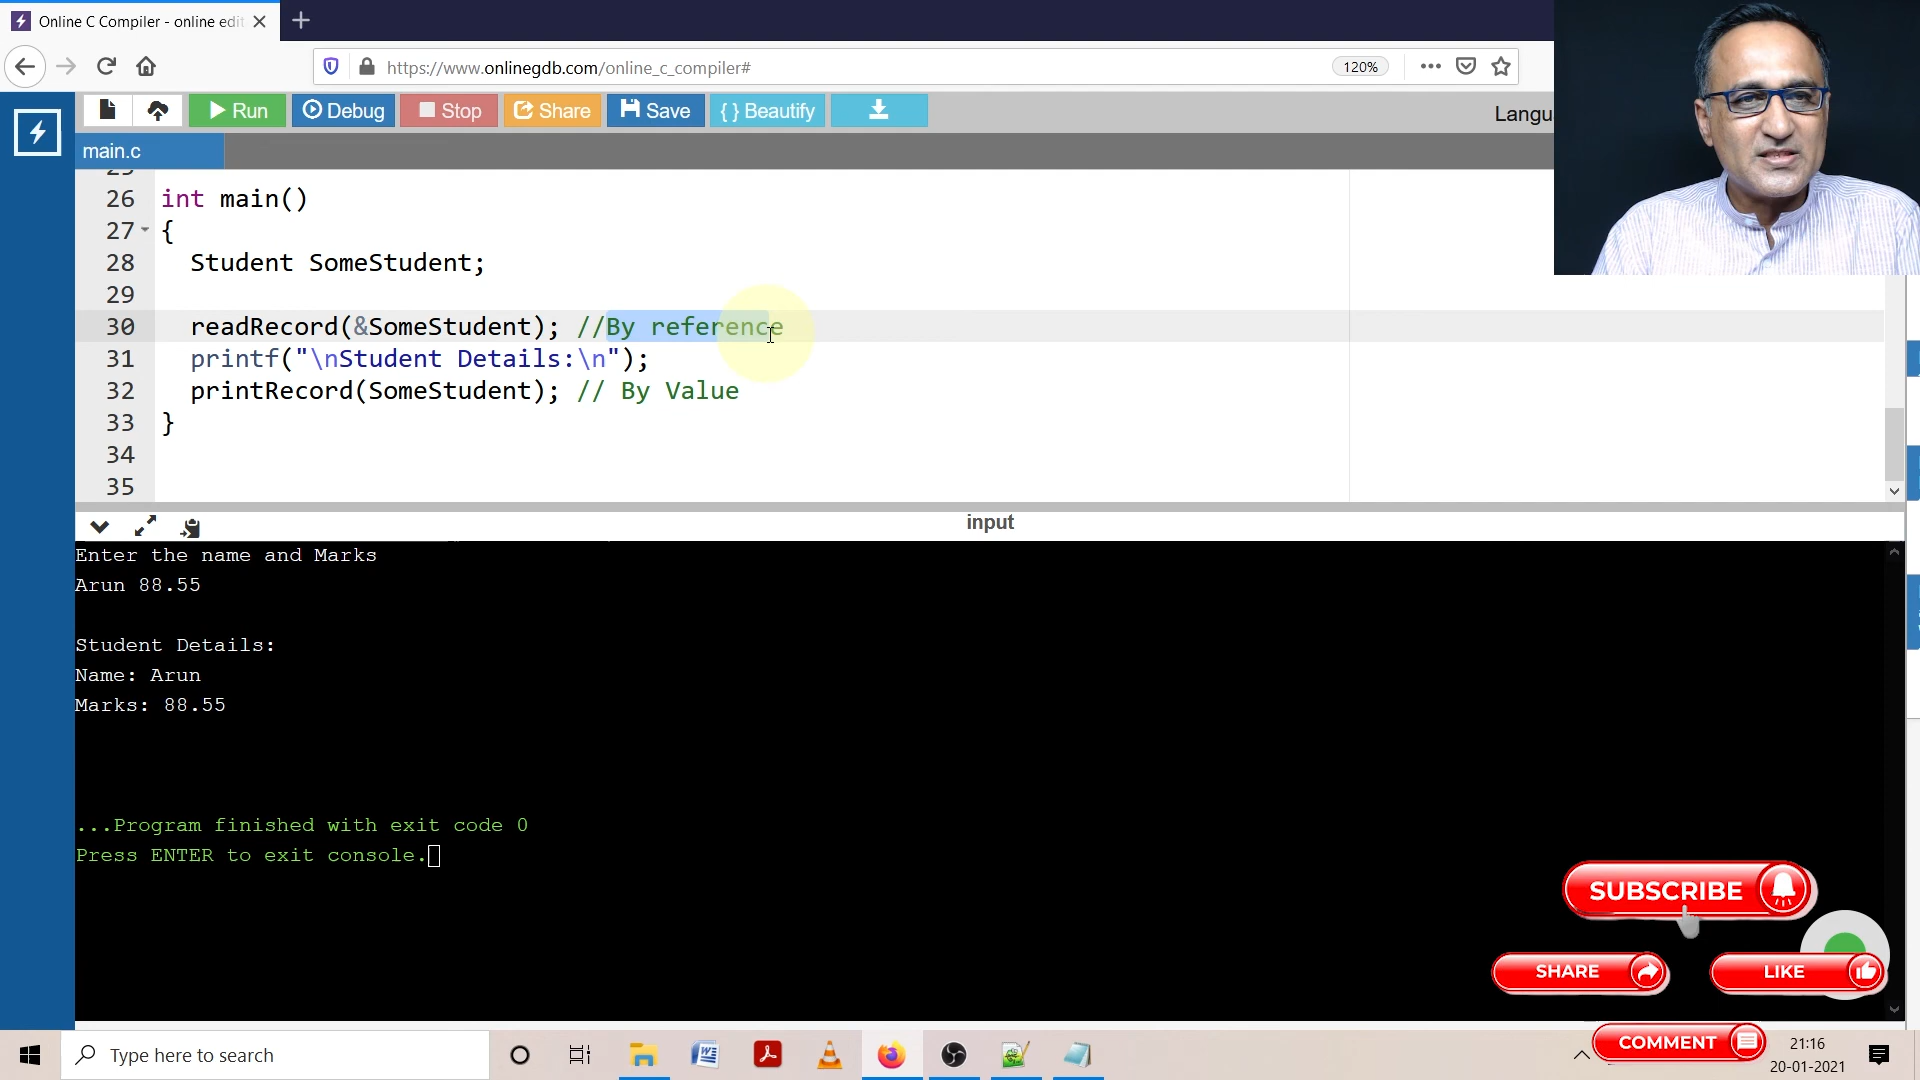 Online C Compiler - online edit
https://www.onlinegdb.com/online_c_compiler#
120%
Run
Debug
Stop
Share
Save
{ } Beautify
Langu
main.c
25
26 int main()
27 {
28 Student SomeStudent;
29
30 readRecord(&SomeStudent); //By reference
31 printf("\nStudent Details:\n");
32 printRecord(SomeStudent); // By Value
33 }
34
35
input
Enter the name and Marks
Arun 88.55
Student Details:
Name: Arun
Marks: 88.55
...Program finished with exit code 0
Press ENTER to exit console.
SUBSCRIBE
SHARE
LIKE
COMMENT
Type here to search
21:16
20-01-2021